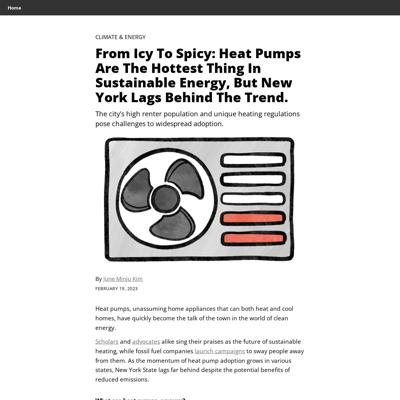 Home
CLIMATE & ENERGY
From Icy To Spicy: Heat Pumps
Are The Hottest Thing In
Sustainable Energy, But New
York Lags Behind The Trend.
The city's high renter population and unique heating regulations
pose challenges to widespread adoption.
By June Minju Kim
FEBRUARY 19, 2023
Heat pumps, unassuming home appliances that can both heat and cool
homes, have quickly become the talk of the town in the world of clean
energy.
Scholars and advocates alike sing their praises as the future of sustainable
heating, while fossil fuel companies launch campaigns to sway people away
from them. As the momentum of heat pump adoption grows in various
states, New York State lags far behind despite the potential benefits of
reduced emissions.